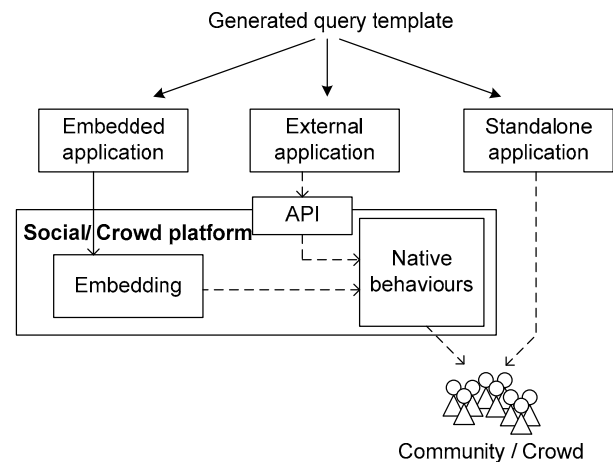 Generated query template
Embedded
application
External
application
Standalone
application
API
Social/ Crowd platform
Embedding
Native
behaviours
Community / Crowd